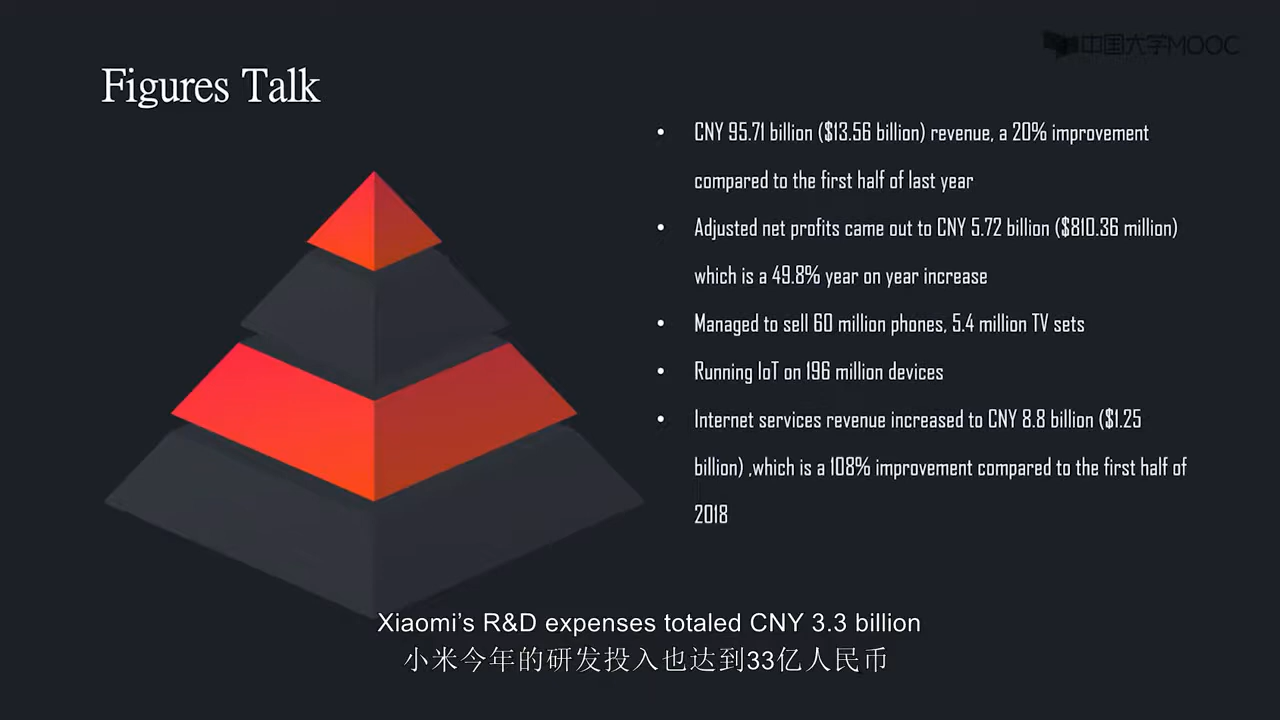 中国大学MOOC
Figures Talk
• CNY 95.71 billion ($13.56 billion) revenue, a 20% improvement
compared to the first half of last year
• Adjusted net profits came out to CNY 5.72 billion ($810.36 million)
which is a 49.8% year on year increase
• Managed to sell 60 million phones, 5.4 million TV sets
• Running IoT on 196 million devices
• Internet services revenue increased to CNY 8.8 billion ($1.25
billion) ,which is a 108% improvement compared to the first half of
2018
Xiaomi’s R&D expenses totaled CNY 3.3 billion
小米今年的研发投入也达到33亿人民币